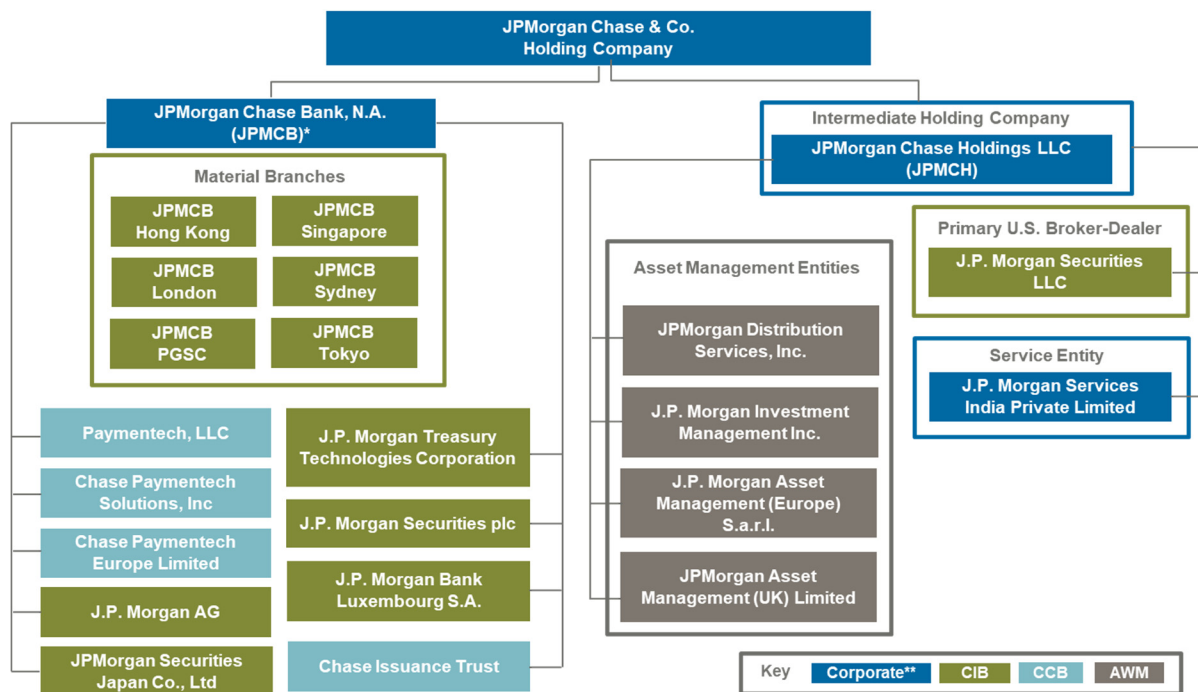 JPMorgan Chase & Co.
Holding Company
JPMorgan Chase Bank, N.A.
(JPMCB)*
Material Branches
JPMCB
Hong Kong
JPMCB
Singapore
JPMCB
London
JPMCB
Sydney
JPMCB
PGSC
JPMCB
Tokyo
Paymentech, LLC
Chase Paymentech
Solutions, Inc
Chase Paymentech
Europe Limited
J.P. Morgan AG
JPMorgan Securities
Japan Co., Ltd
J.P. Morgan Treasury
Technologies Corporation
J.P. Morgan Securities plc
J.P. Morgan Bank
Luxembourg S.A.
Chase Issuance Trust
Intermediate Holding Company
JPMorgan Chase Holdings LLC
(JPMCH)
Asset Management Entities
JPMorgan Distribution
Services, Inc.
J.P. Morgan Investment
Management Inc.
J.P. Morgan Asset
Management (Europe)
S.a.r.l.
JPMorgan Asset
Management (UK) Limited
Primary U.S. Broker-Dealer
J.P. Morgan Securities
LLC
Service Entity
J.P. Morgan Services
India Private Limited
Key
Corporate**
CIB
CCB
AWM